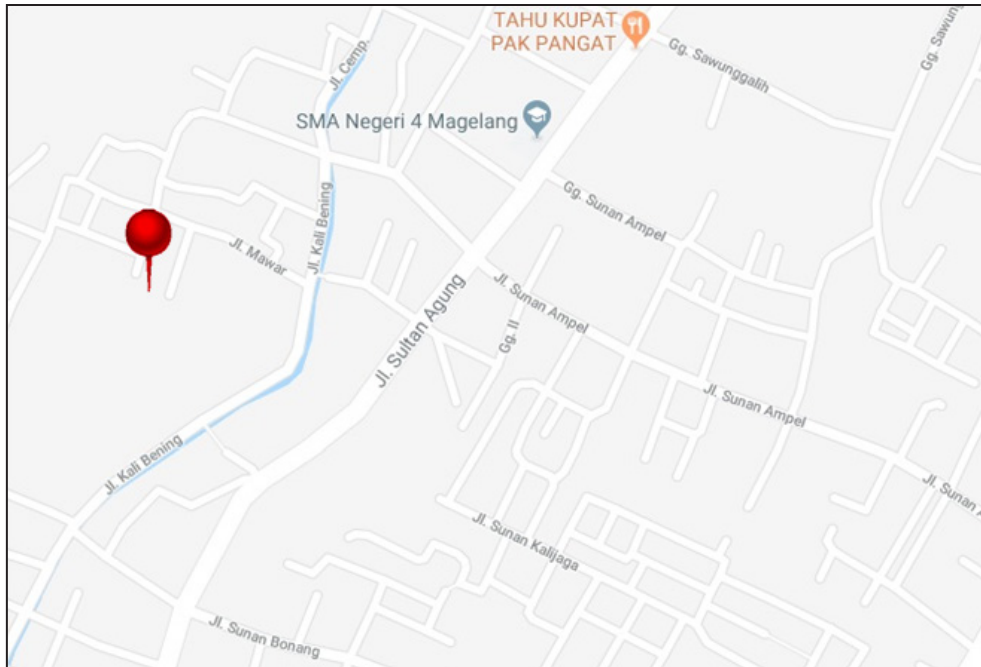 TAHU KUPAT
PAK PANGAT
Gg. Sawunggalih
Gg. Sawung
Jl. Cemp.
SMA Negeri 4 Magelang
Gg. Sunan Ampel
Jl. Kali Bening
Jl. Mawar
Jl. Sultan Agung
Jl. Sunan Ampel
Gg. II
Jl. Sunan Ampel
Jl. Kali Bening
Jl. Sunan A
Jl. Sunan Kalijaga
Jl. Sunan Bonang